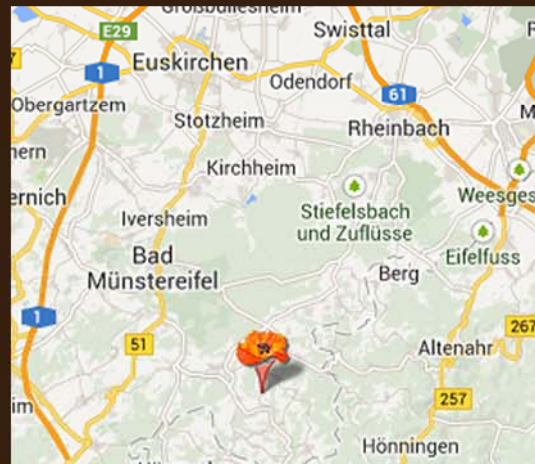 Großbüllesheim
Swisttal
E29
Euskirchen
1
Odendorf
61
Obergartzem
Stotzheim
Rheinbach
Kirchheim
Stiefelsbach
und Zuflüsse
Iversheim
Eifelfuss
Bad
Münstereifel
Berg
1
51
267
Altenahr
257
Hönningen